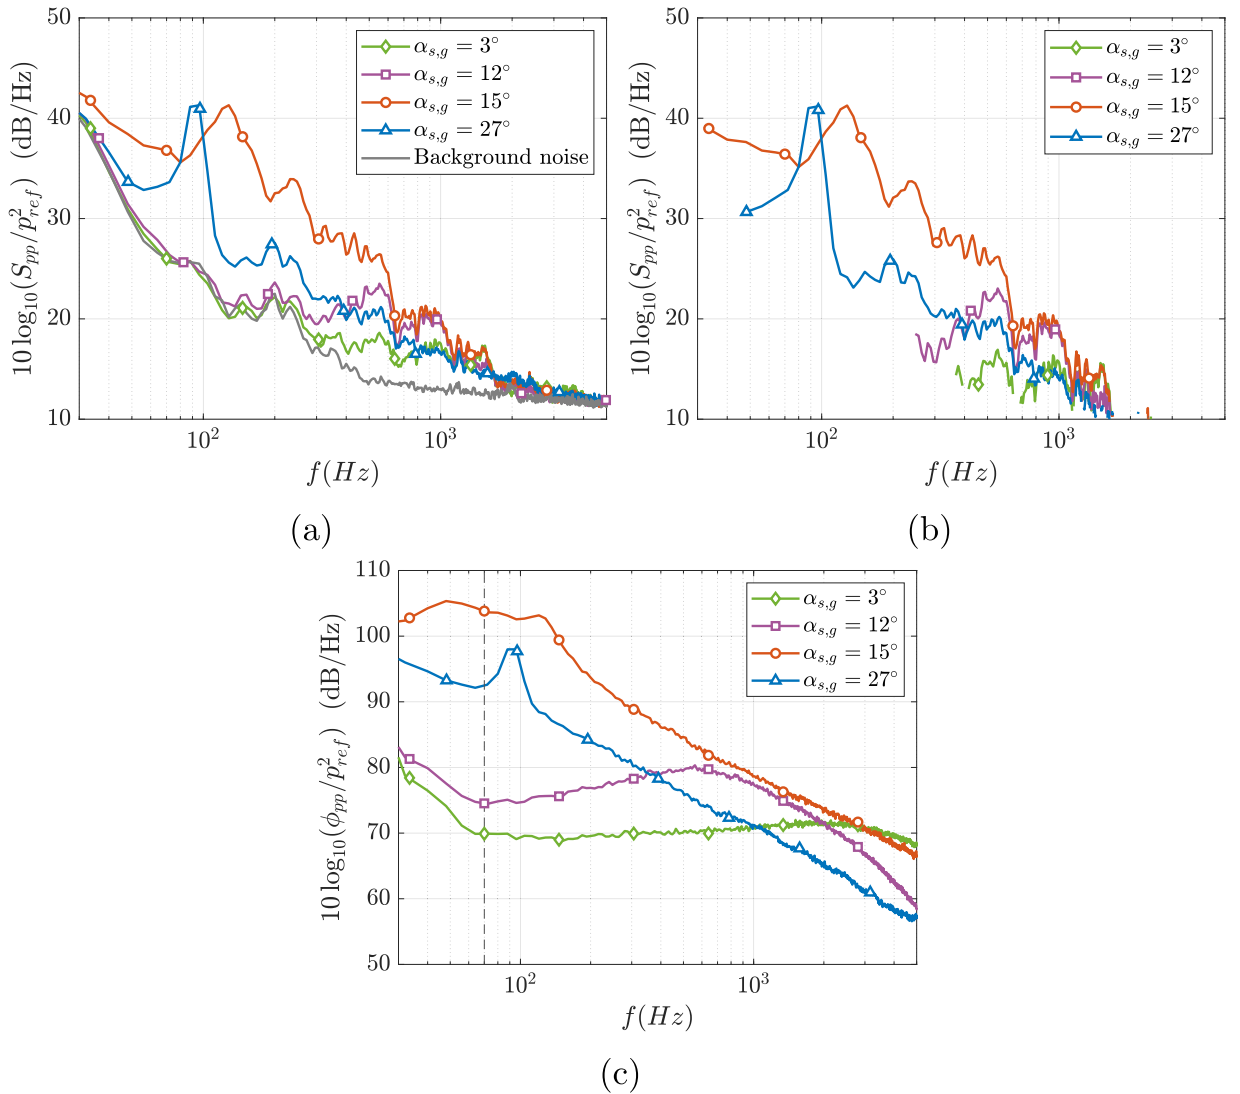 50
40
30
20
10
10 log₁₀(Sₚₚ/p²ᵣₑf) (dB/Hz)
αs,g = 3°
αs,g = 12°
αs,g = 15°
αs,g = 27°
Background noise
10² 10³
f(Hz)
(a)
50
40
30
20
10
10 log₁₀(Sₚₚ/p²ᵣₑf) (dB/Hz)
αs,g = 3°
αs,g = 12°
αs,g = 15°
αs,g = 27°
10² 10³
f(Hz)
(b)
110
100
90
80
70
60
50
10 log₁₀(ϕₚₚ/p²ᵣₑf) (dB/Hz)
αs,g = 3°
αs,g = 12°
αs,g = 15°
αs,g = 27°
10² 10³
f(Hz)
(c)